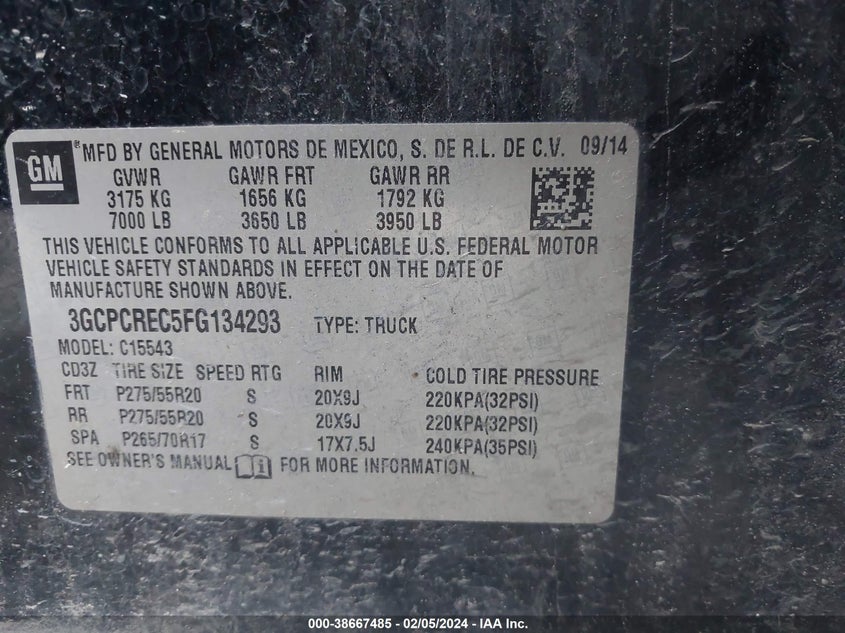 GM ® MFD BY GENERAL MOTORS DE MEXICO, S. DE R.L. DE C.V. 09/14
GVWR GAWR FRT GAWR RR
3175 KG 1656 KG 1792 KG
7000 LB 3650 LB 3950 LB
THIS VEHICLE CONFORMS TO ALL APPLICABLE U.S. FEDERAL MOTOR
VEHICLE SAFETY STANDARDS IN EFFECT ON THE DATE OF
MANUFACTURE SHOWN ABOVE.
3GCPCREC5FG134293 TYPE: TRUCK
MODEL: C15543
CD3Z TIRE SIZE SPEED RTG RIM COLD TIRE PRESSURE
FRT P275/55R20 S 20X9J 220KPA(32PSI)
RR P275/55R20 S 20X9J 220KPA(32PSI)
SPA P265/70R17 S 17X7.5J 240KPA(35PSI)
SEE OWNER'S MANUAL FOR MORE INFORMATION.
000-38667485 - 02/05/2024 - IAA Inc.